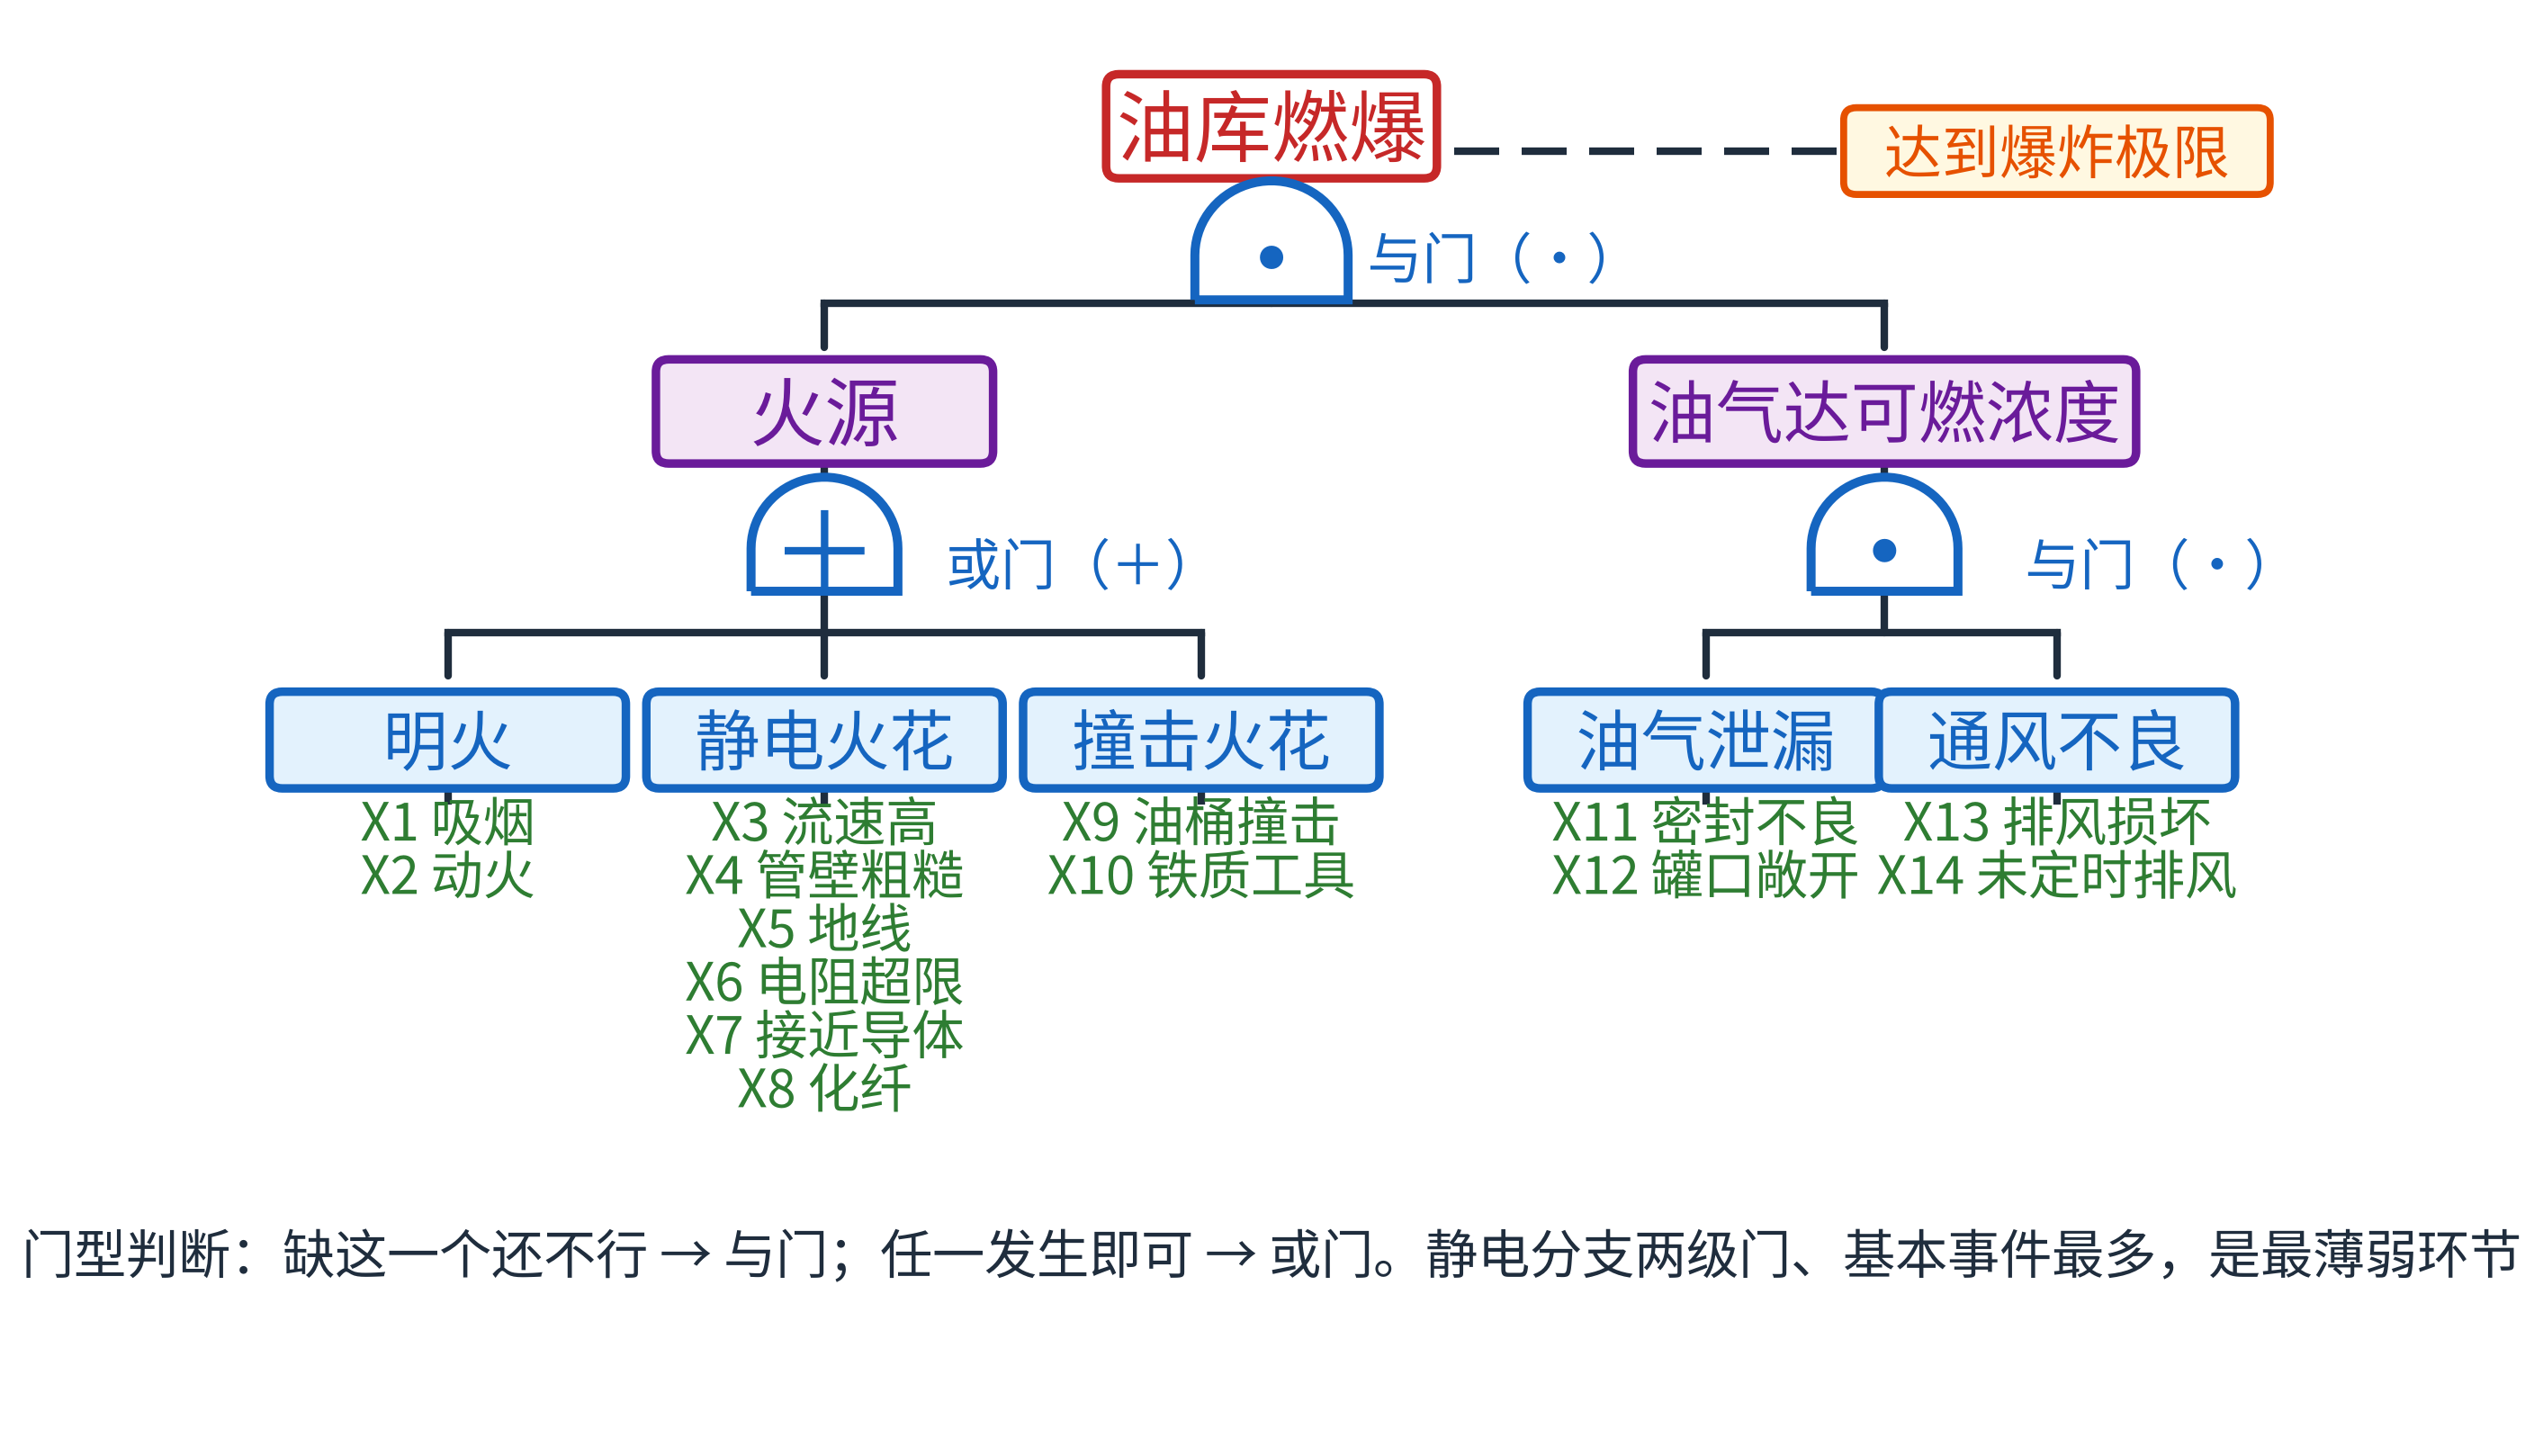 油库燃爆
达到爆炸极限
与门（·）
火源
油气达可燃浓度
或门（＋）
与门（·）
明火
静电火花
撞击火花
油气泄漏
通风不良
X1 吸烟
X2 动火
X3 流速高
X4 管壁粗糙
X5 地线
X6 电阻超限
X7 接近导体
X8 化纤
X9 油桶撞击
X10 铁质工具
X11 密封不良
X12 罐口敞开
X13 排风损坏
X14 未定时排风
门型判断：缺这一个还不行 → 与门；任一发生即可 → 或门。静电分支两级门、基本事件最多，是最薄弱环节